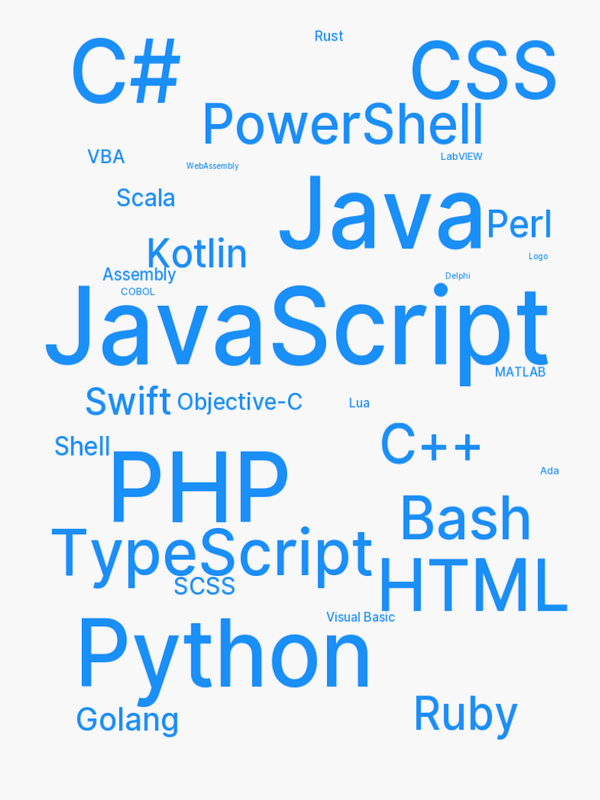 Rust
C#
CSS
PowerShell
VBA
LabVIEW
WebAssembly
Scala
Java
Perl
Kotlin
Logo
Assembly
Delphi
COBOL
JavaScript
MATLAB
Swift
Objective-C
Lua
Shell
C++
Ada
PHP
Bash
TypeScript
SCSS
HTML
Visual Basic
Python
Golang
Ruby